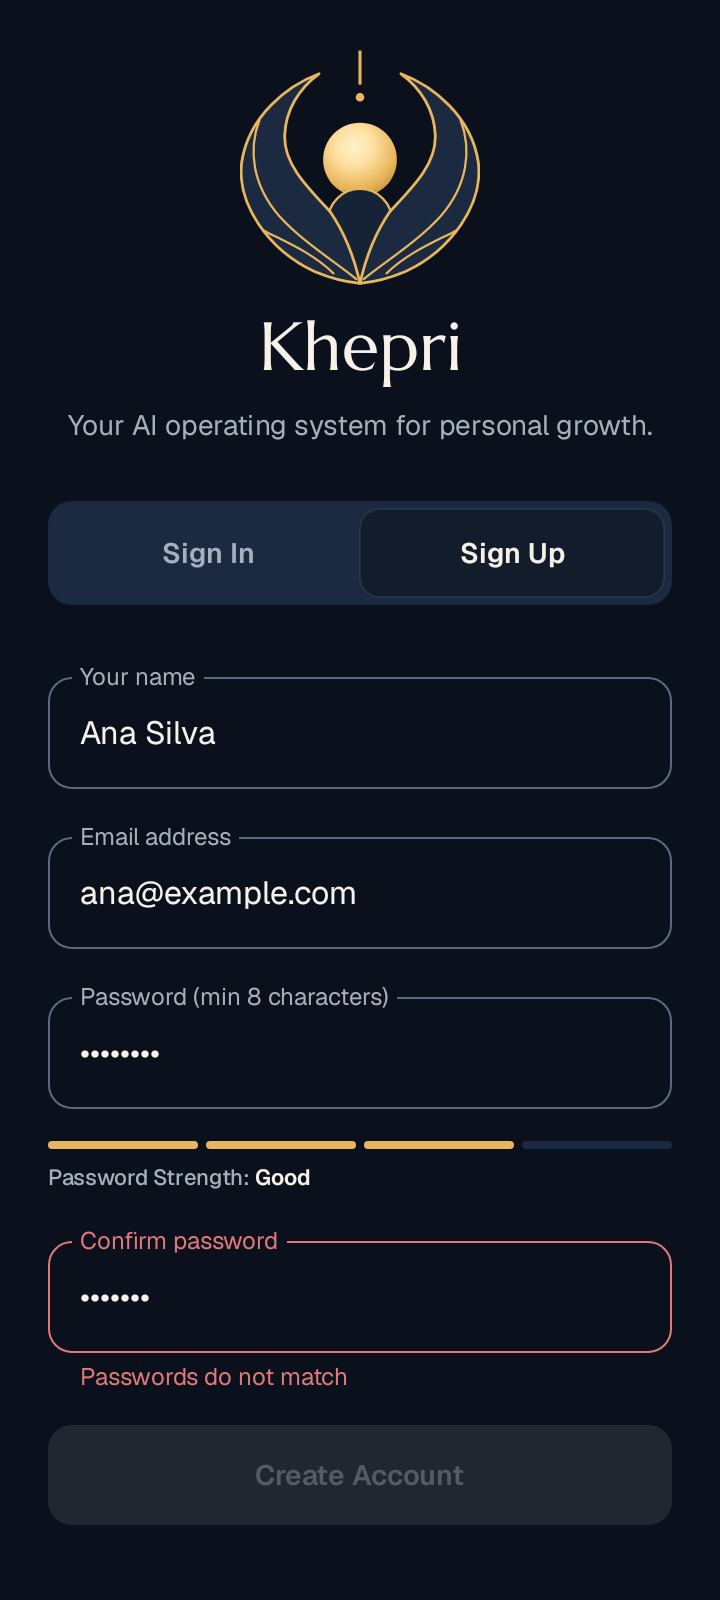 Khepri
Your AI operating system for personal growth.
Sign In
Sign Up
Your name
Ana Silva
Email address
ana@example.com
Password (min 8 characters)
••••••••
Password Strength: Good
Confirm password
•••••••
Passwords do not match
Create Account